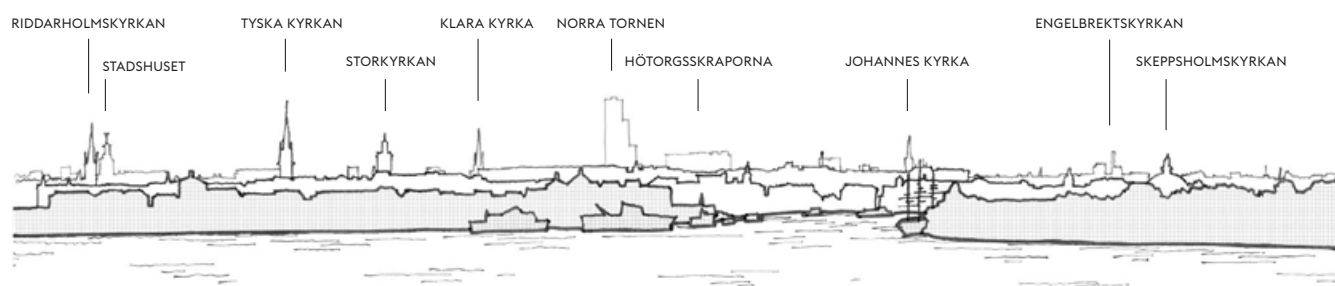 RIDDARHOLMSKYRKAN
STADSHUSET
TYSKA KYRKAN
STORKYRKAN
KLARA KYRKA
NORRA TORNEN
HÖTORGSSKRAPORNA
JOHANNES KYRKA
ENGELBREKTSKYRKAN
SKEPPSHOLMSKYRKAN